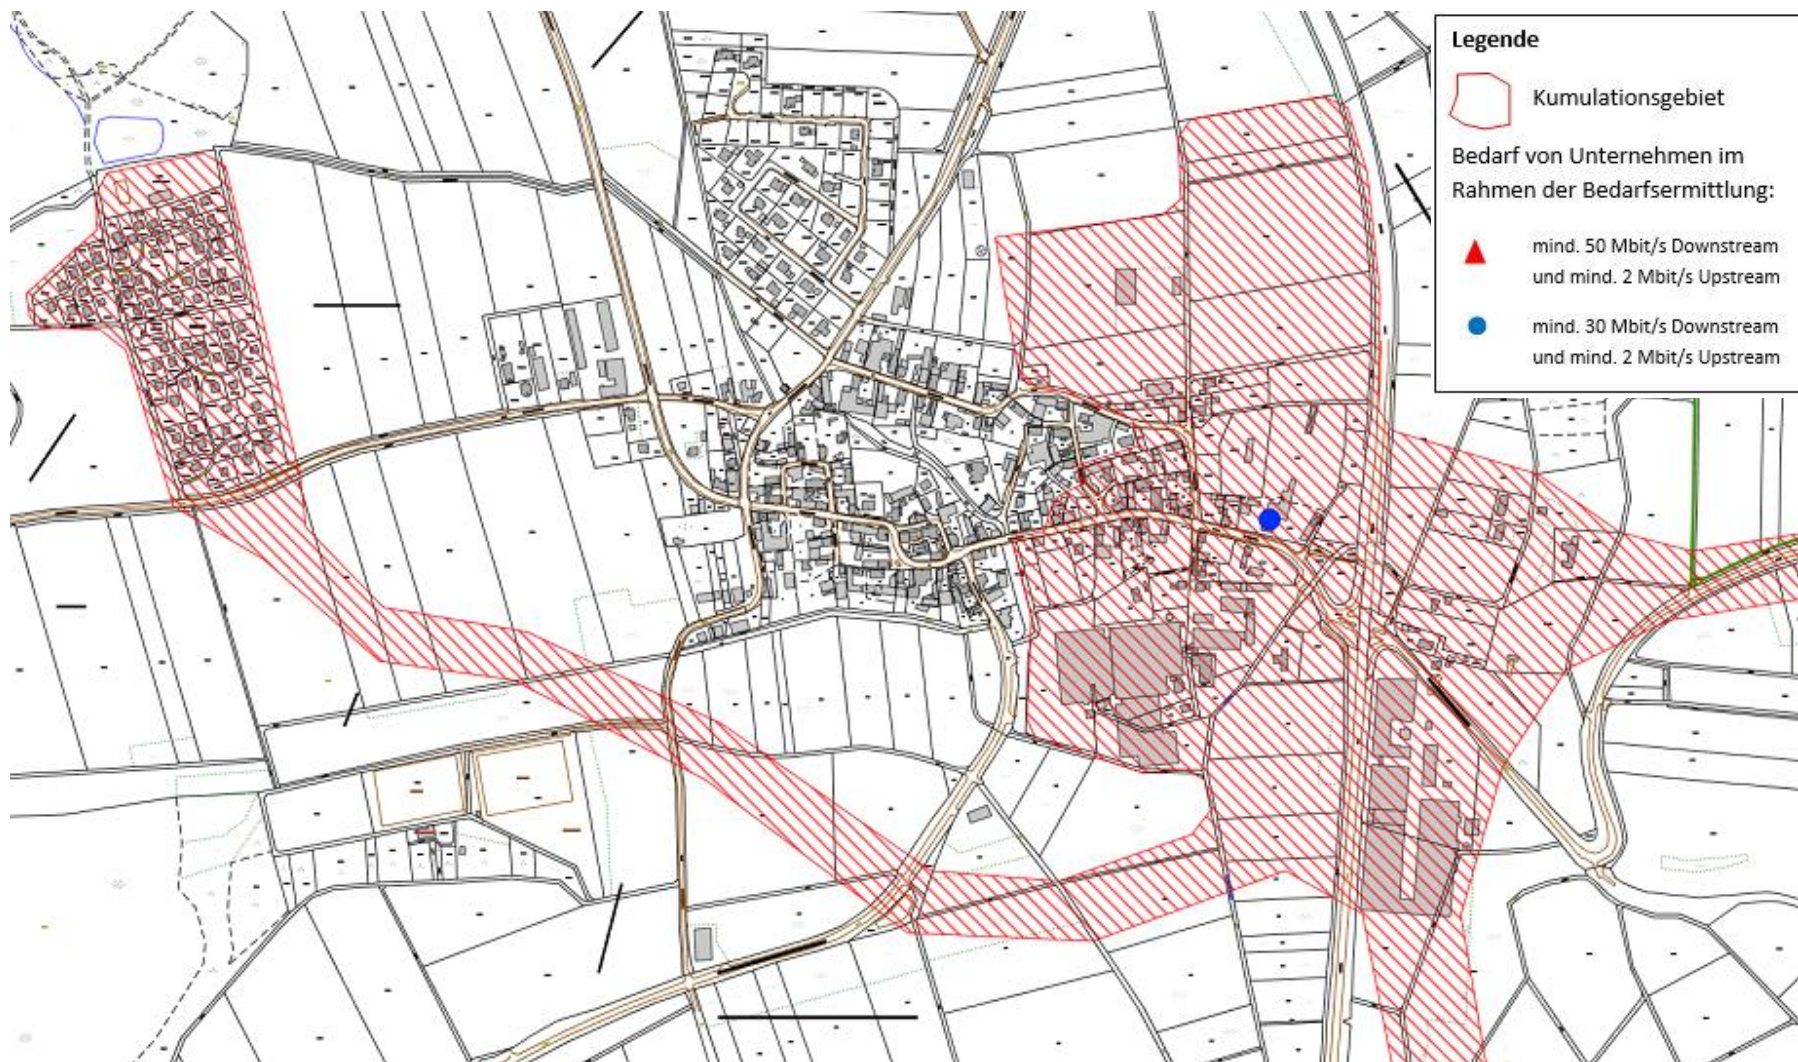 Legende
Kumulationsgebiet
Bedarf von Unternehmen im
Rahmen der Bedarfsermittlung:
mind. 50 Mbit/s Downstream
und mind. 2 Mbit/s Upstream
mind. 30 Mbit/s Downstream
und mind. 2 Mbit/s Upstream